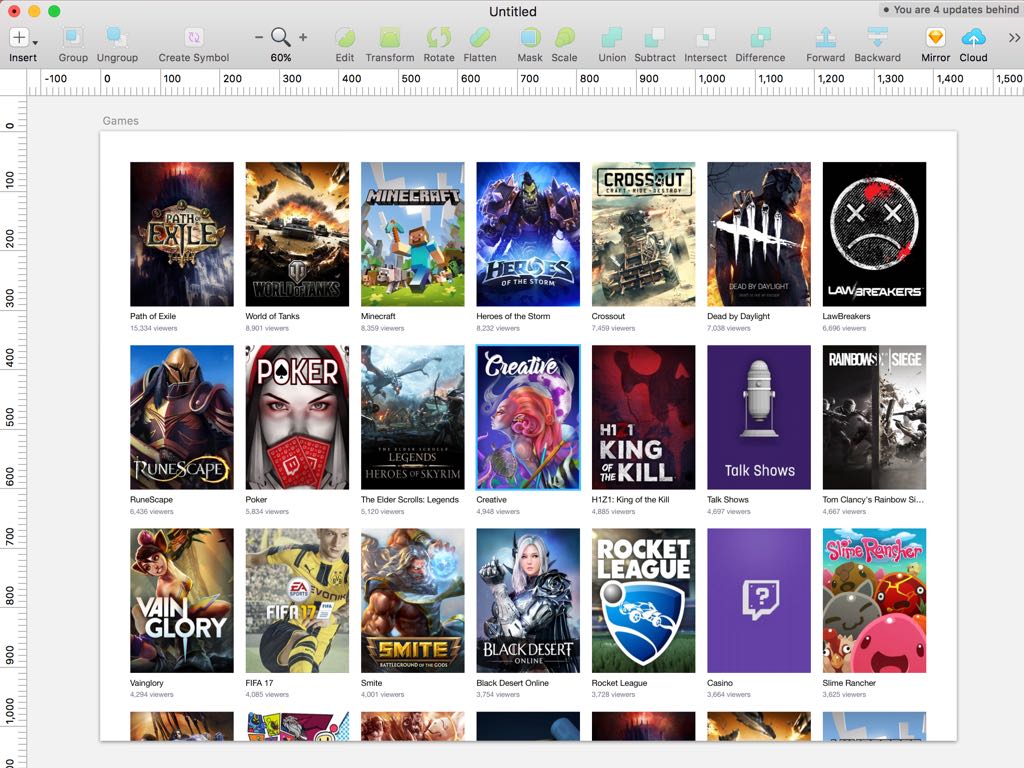 Untitled
You are 4 updates behind
Insert
Group
Ungroup
Create Symbol
60%
Edit
Transform
Rotate
Flatten
Mask
Scale
Union
Subtract
Intersect
Difference
Forward
Backward
Mirror
Cloud
-100 0 100 200 300 400 500 600 700 800 900 1,000 1,100 1,200 1,300 1,400 1,500
0
100
200
300
400
500
600
700
800
900
1,000
Games
PATH OF EXILE
WORLD OF TANKS
MINECRAFT
HEROES OF THE STORM
CROSSOUT
CRAFT · RIDE · DESTROY
DEAD BY DAYLIGHT
LAWBREAKERS
Path of Exile
World of Tanks
Minecraft
Heroes of the Storm
Crossout
Dead by Daylight
LawBreakers
15,334 viewers
8,901 viewers
8,359 viewers
8,232 viewers
7,459 viewers
7,038 viewers
6,696 viewers
RUNESCAPE
POKER
THE ELDER SCROLLS
LEGENDS
HEROES OF SKYRIM
Creative
H1Z1
KING
OF THE KILL
Talk Shows
RAINBOW SIEGE
RuneScape
Poker
The Elder Scrolls: Legends
Creative
H1Z1: King of the Kill
Talk Shows
Tom Clancy's Rainbow Si...
6,436 viewers
5,834 viewers
5,120 viewers
4,948 viewers
4,885 viewers
4,697 viewers
4,667 viewers
VAIN
GLORY
EA
SPORTS
FIFA 17
FIFA
SMITE
BATTLEGROUND OF THE GODS
BLACK DESERT
ONLINE
ROCKET
LEAGUE
?
Slime Rancher
Vainglory
FIFA 17
Smite
Black Desert Online
Rocket League
Casino
Slime Rancher
4,294 viewers
4,085 viewers
4,001 viewers
3,754 viewers
3,728 viewers
3,664 viewers
3,625 viewers